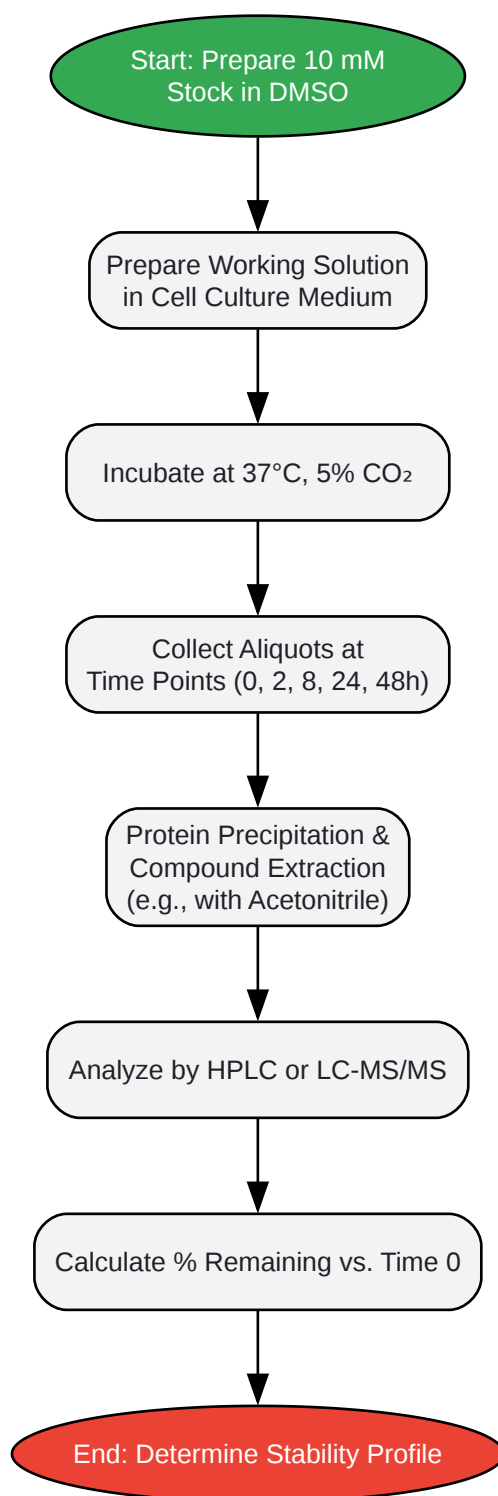 Start: Prepare 10 mM
Stock in DMSO
Prepare Working Solution
in Cell Culture Medium
Incubate at 37°C, 5% CO₂
Collect Aliquots at
Time Points (0, 2, 8, 24, 48h)
Protein Precipitation &
Compound Extraction
(e.g., with Acetonitrile)
Analyze by HPLC or LC-MS/MS
Calculate % Remaining vs. Time 0
End: Determine Stability Profile